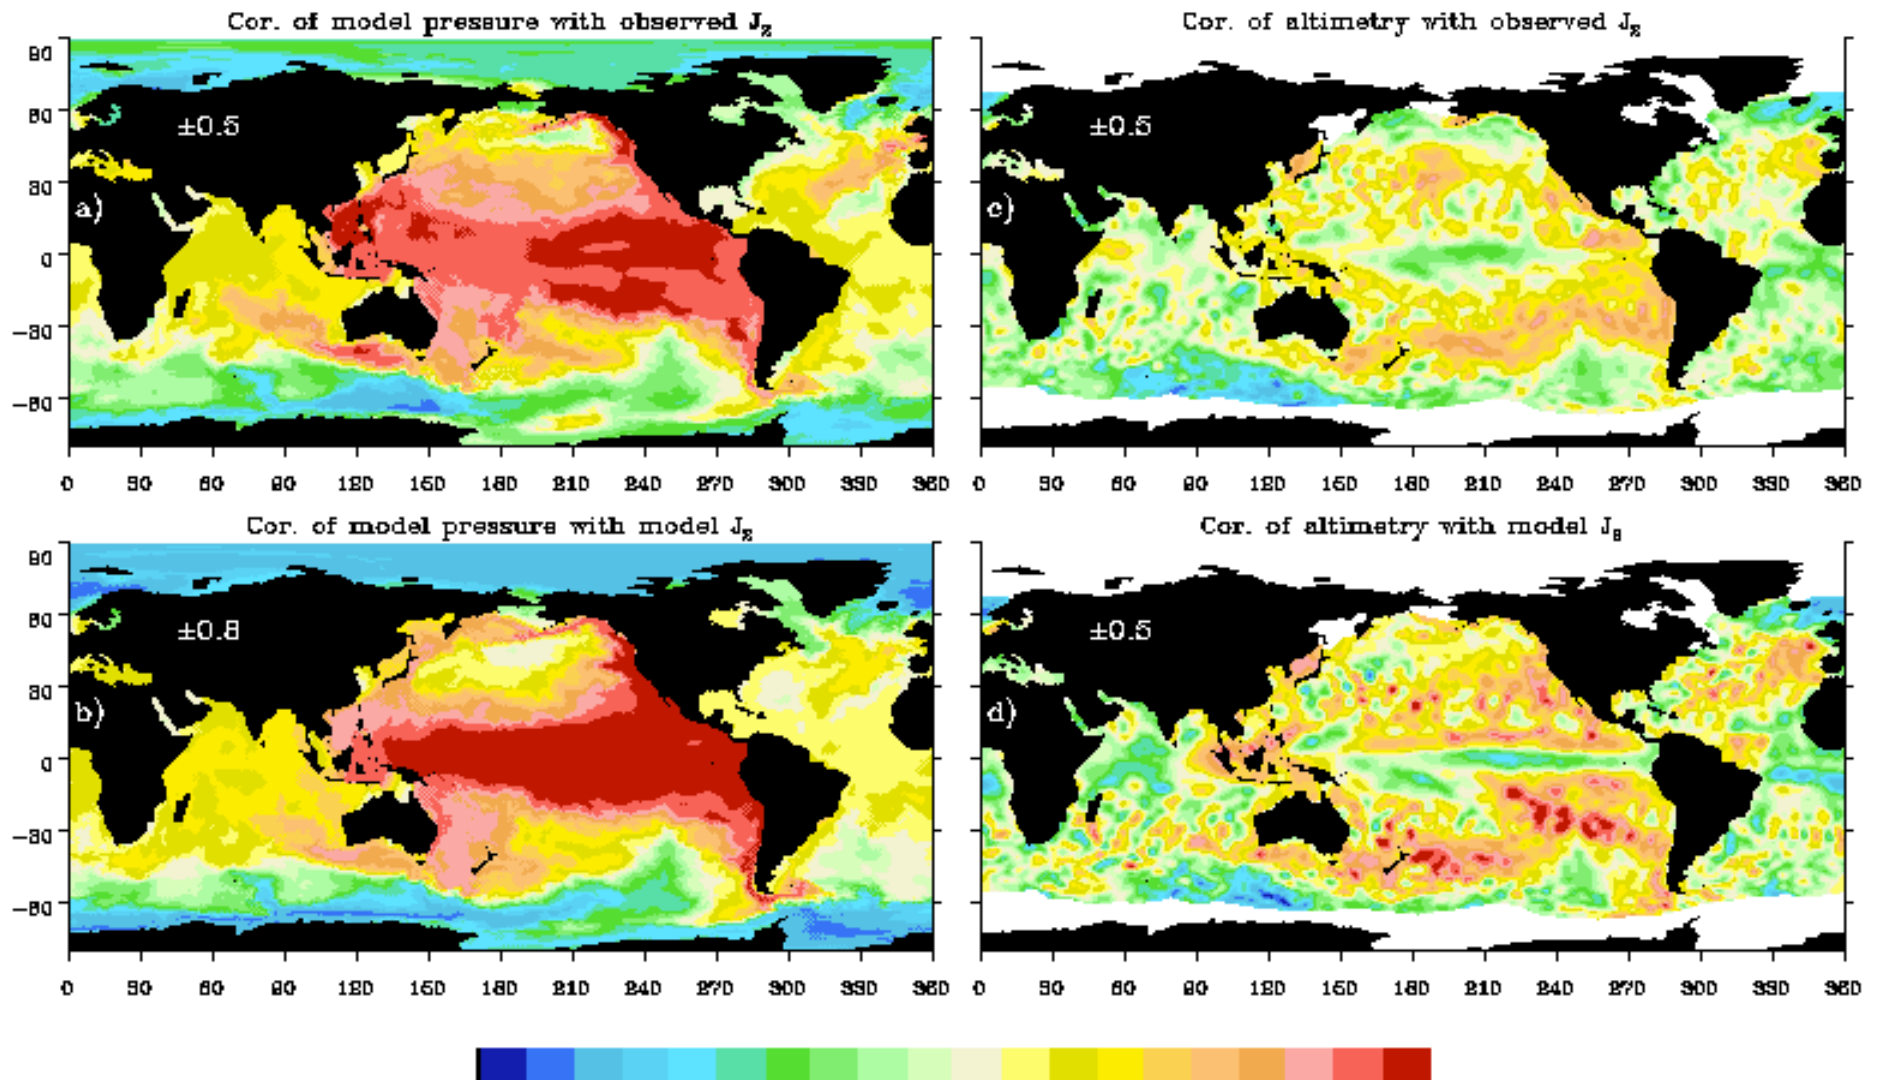 Cor. of model pressure with observed J₂
90
60
±0.5
30
a)
0
−30
−60
0 30 60 90 120 150 180 210 240 270 300 330 360
Cor. of altimetry with observed J₂
±0.5
c)
0 30 60 90 120 150 180 210 240 270 300 330 360
Cor. of model pressure with model J₂
90
60
±0.8
30
b)
0
−30
−60
0 30 60 90 120 150 180 210 240 270 300 330 360
Cor. of altimetry with model J₂
±0.5
d)
0 30 60 90 120 150 180 210 240 270 300 330 360